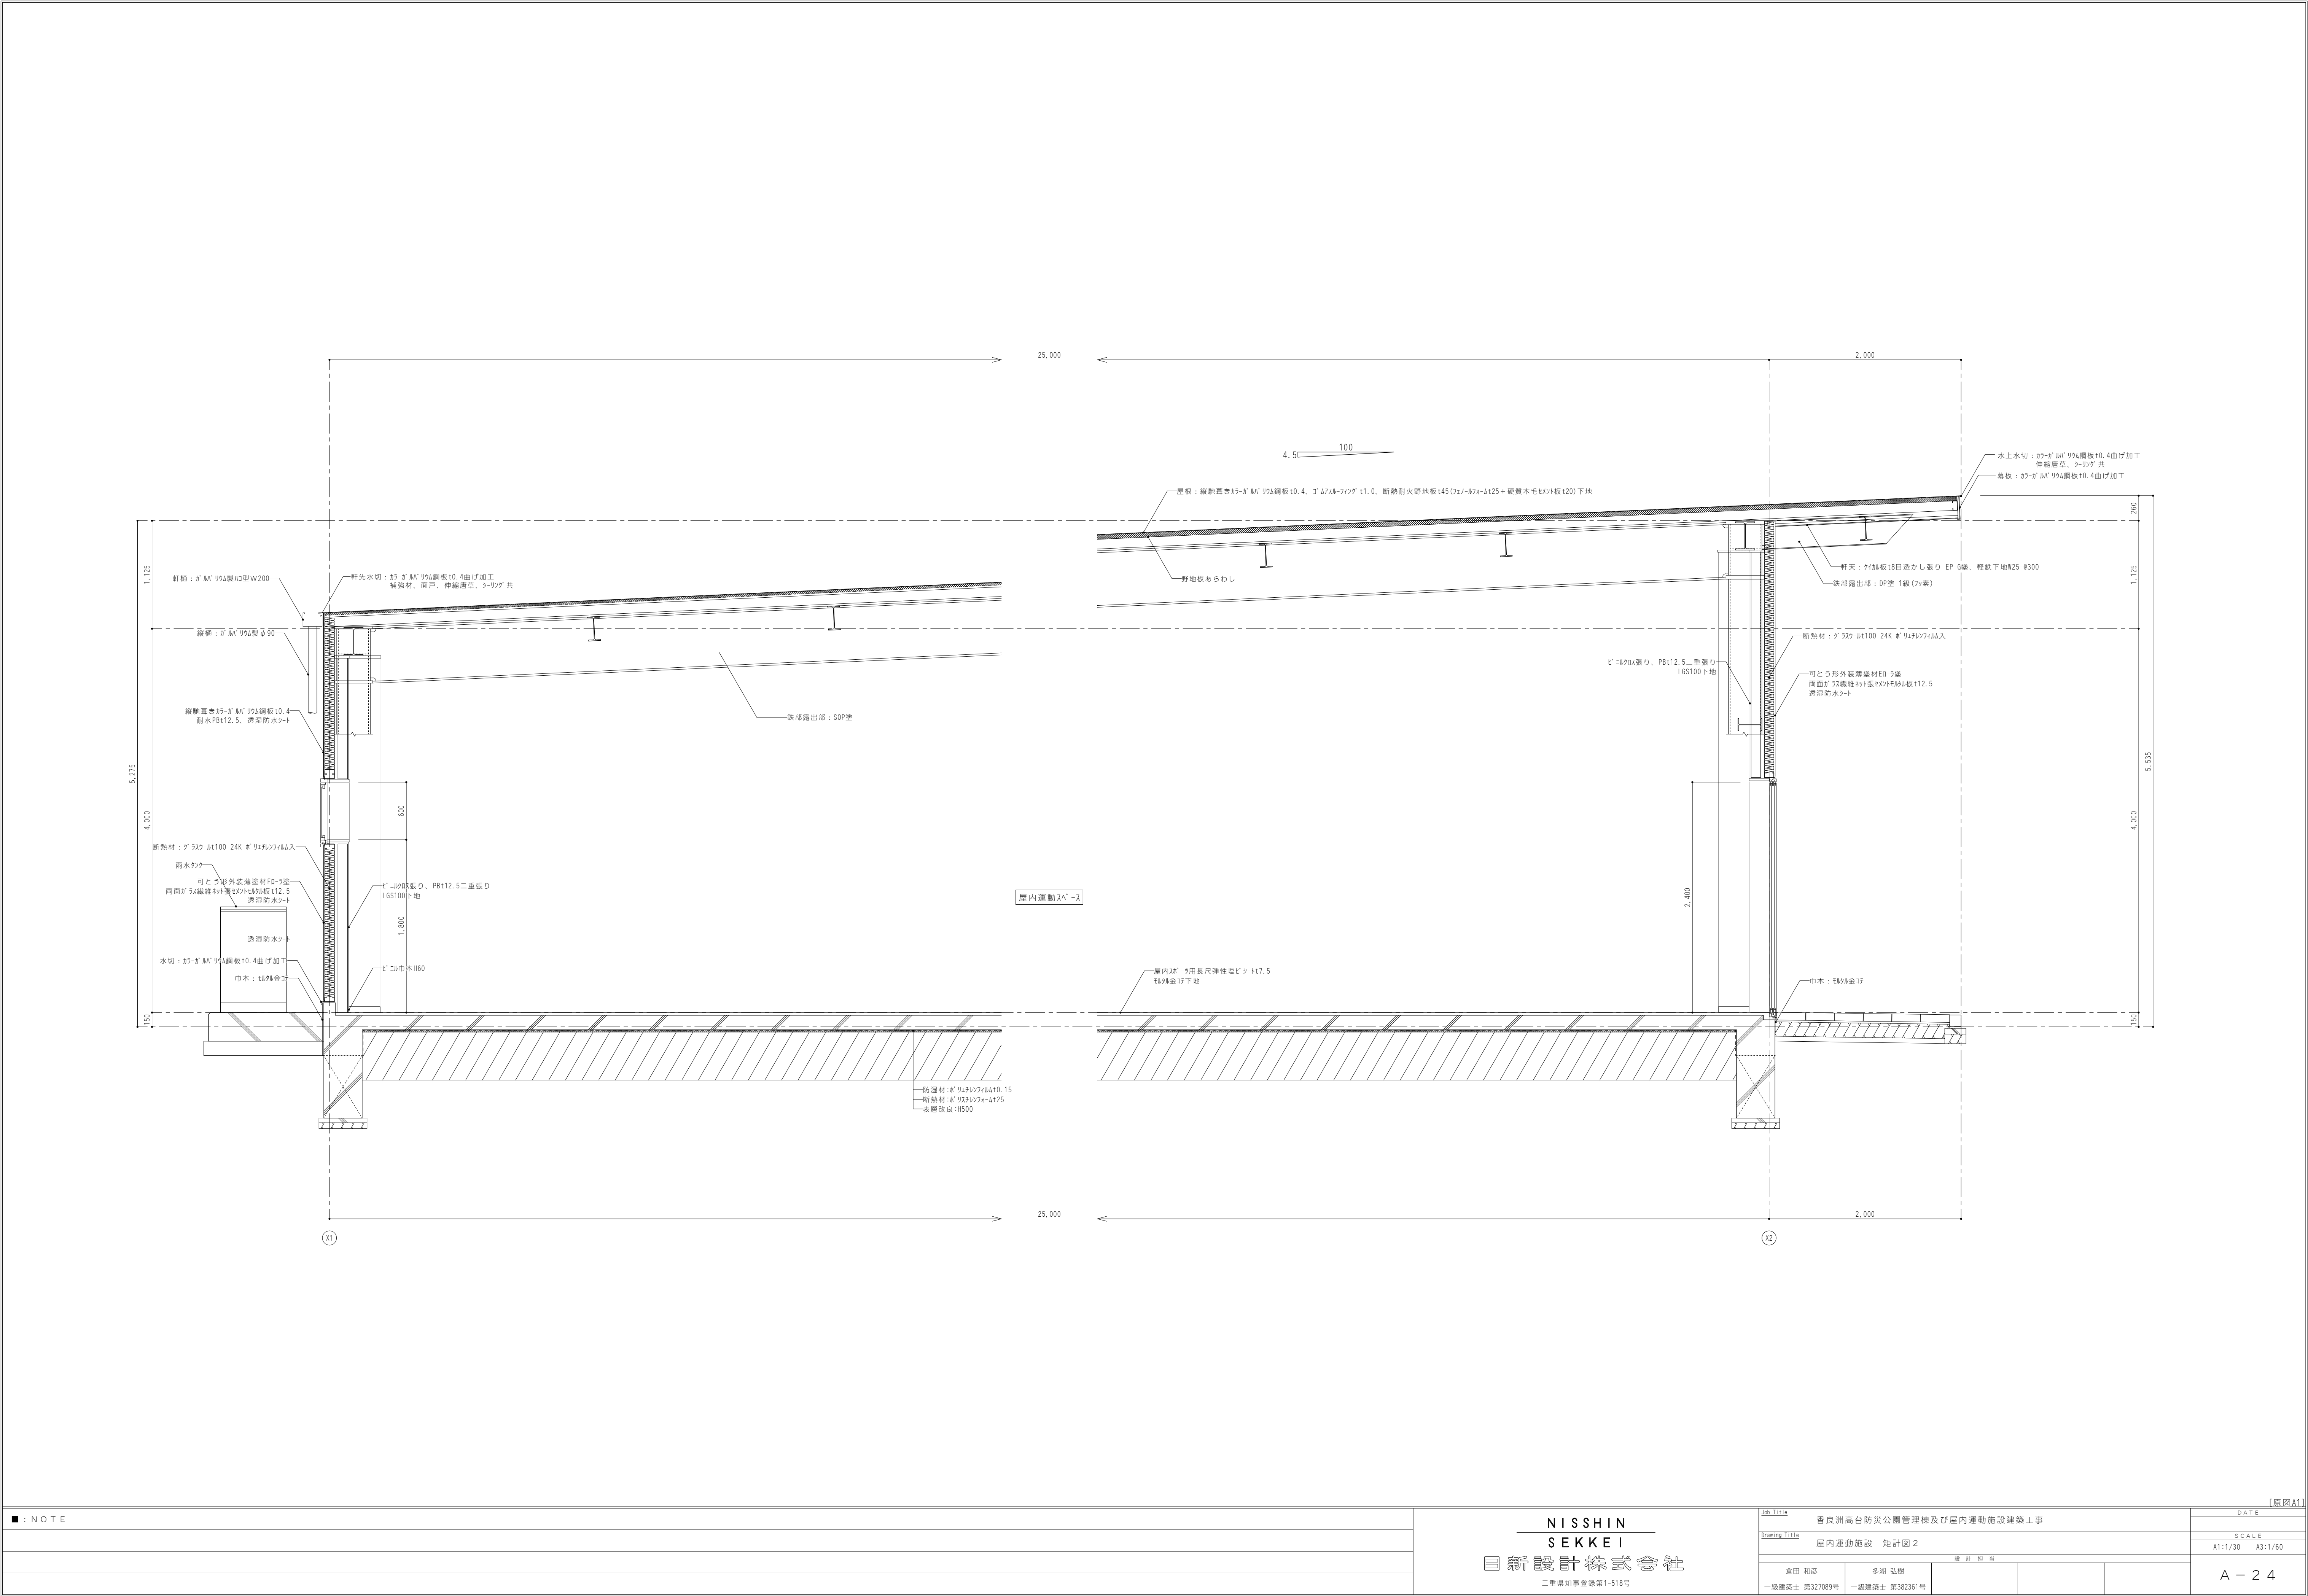 25,000
2,000
100
4.5
水上水切：ｶﾗｰｶﾞﾙﾊﾞﾘｳﾑ鋼板t0.4曲げ加工
伸縮唐草、ｼｰﾘﾝｸﾞ共
幕板：ｶﾗｰｶﾞﾙﾊﾞﾘｳﾑ鋼板t0.4曲げ加工
屋根：縦馳葺きｶﾗｰｶﾞﾙﾊﾞﾘｳﾑ鋼板t0.4、ｺﾞﾑｱｽﾙｰﾌｨﾝｸﾞt1.0、断熱耐火野地板t45(ﾌｪﾉｰﾙﾌｫｰﾑt25＋硬質木毛ｾﾒﾝﾄ板t20)下地
260
1,125
1,125
軒樋：ｶﾞﾙﾊﾞﾘｳﾑ製ﾊｺ型W200
軒先水切：ｶﾗｰｶﾞﾙﾊﾞﾘｳﾑ鋼板t0.4曲げ加工
補強材、面戸、伸縮唐草、ｼｰﾘﾝｸﾞ共
野地板あらわし
軒天：ｹｲｶﾙ板t8目透かし張り EP-G塗、軽鉄下地W25-@300
鉄部露出部：DP塗 1級(ﾌｯ素)
縦樋：ｶﾞﾙﾊﾞﾘｳﾑ製φ90
断熱材：ｸﾞﾗｽｳｰﾙt100 24K ﾎﾟﾘｴﾁﾚﾝﾌｨﾙﾑ入
ﾋﾞﾆﾙｸﾛｽ張り、PBt12.5二重張り
LGS100下地
可とう形外装薄塗材Eﾛｰﾗ塗
両面ｶﾞﾗｽ繊維ﾈｯﾄ張ｾﾒﾝﾄﾓﾙﾀﾙ板t12.5
透湿防水ｼｰﾄ
縦馳葺きｶﾗｰｶﾞﾙﾊﾞﾘｳﾑ鋼板t0.4
耐水PBt12.5、透湿防水ｼｰﾄ
鉄部露出部：SOP塗
5,275
5,535
600
4,000
4,000
断熱材：ｸﾞﾗｽｳｰﾙt100 24K ﾎﾟﾘｴﾁﾚﾝﾌｨﾙﾑ入
雨水ﾀﾝｸ
可とう形外装薄塗材Eﾛｰﾗ塗
両面ｶﾞﾗｽ繊維ﾈｯﾄ張ｾﾒﾝﾄﾓﾙﾀﾙ板t12.5
透湿防水ｼｰﾄ
ﾋﾞﾆﾙｸﾛｽ張り、PBt12.5二重張り
LGS100下地
屋内運動ｽﾍﾟｰｽ
2,400
1,800
透湿防水ｼｰﾄ
水切：ｶﾗｰｶﾞﾙﾊﾞﾘｳﾑ鋼板t0.4曲げ加工
巾木：ﾓﾙﾀﾙ金ｺﾃ
ﾋﾞﾆﾙ巾木H60
屋内ｽﾎﾟｰﾂ用長尺弾性塩ﾋﾞｼｰﾄt7.5
ﾓﾙﾀﾙ金ｺﾃ下地
巾木：ﾓﾙﾀﾙ金ｺﾃ
150
150
防湿材：ﾎﾟﾘｴﾁﾚﾝﾌｨﾙﾑt0.15
断熱材：ﾎﾟﾘｽﾁﾚﾝﾌｫｰﾑt25
表層改良：H500
25,000
2,000
X1
X2
[原図A1]
■：ＮＯＴＥ
NISSHIN
SEKKEI
日新設計株式会社
三重県知事登録第1-518号
Job Title
香良洲高台防災公園管理棟及び屋内運動施設建築工事
Drawing Title
屋内運動施設　矩計図２
設計担当
倉田 和彦
一級建築士 第327089号
多湖 弘樹
一級建築士 第382361号
DATE
SCALE
A1:1/30　A3:1/60
Ａ－２４